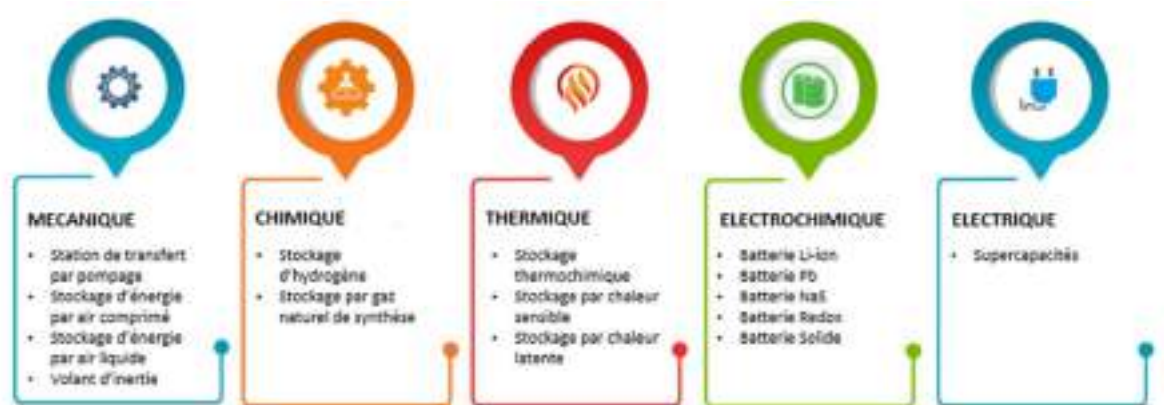 MECANIQUE
• Station de transfert
par pompage
• Stockage d'énergie
par air comprimé
• Stockage d'énergie
par air liquide
• Volant d'inertie
CHIMIQUE
• Stockage
d'hydrogène
• Stockage par gaz
naturel de synthèse
THERMIQUE
• Stockage
thermochimique
• Stockage par chaleur
sensible
• Stockage par chaleur
latente
ELECTROCHIMIQUE
• Batterie Li-ion
• Batterie Pb
• Batterie NaS
• Batterie Redox
• Batterie Solide
ELECTRIQUE
• Supercapacités